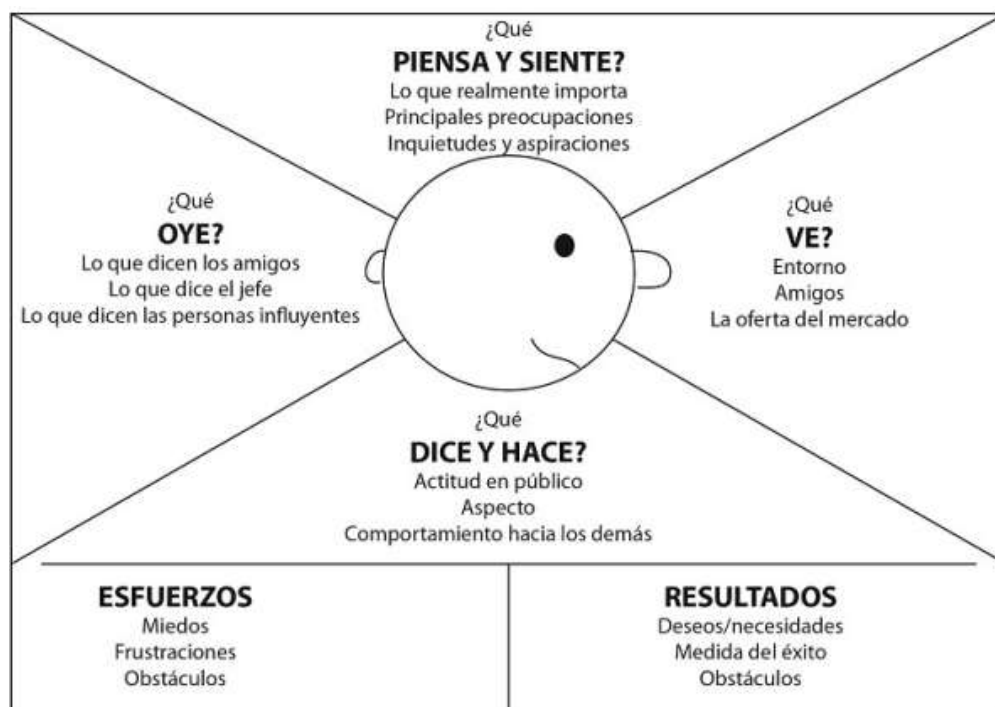 ¿Qué
PIENSA Y SIENTE?
Lo que realmente importa
Principales preocupaciones
Inquietudes y aspiraciones
¿Qué
OYE?
Lo que dicen los amigos
Lo que dice el jefe
Lo que dicen las personas influyentes
¿Qué
VE?
Entorno
Amigos
La oferta del mercado
¿Qué
DICE Y HACE?
Actitud en público
Aspecto
Comportamiento hacia los demás
ESFUERZOS
Miedos
Frustraciones
Obstáculos
RESULTADOS
Deseos/necesidades
Medida del éxito
Obstáculos